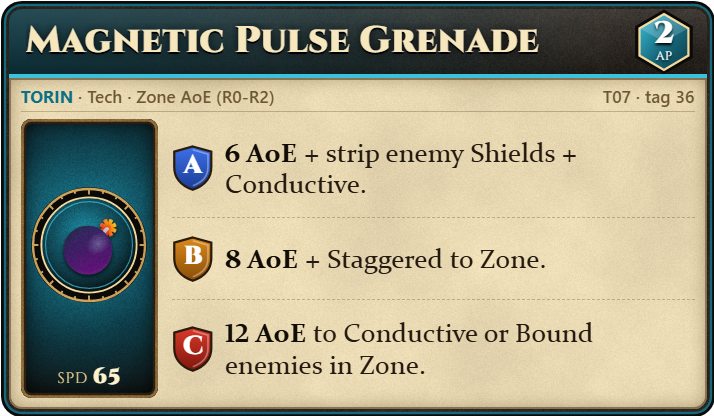 MAGNETIC PULSE GRENADE
2
AP
TORIN · Tech · Zone AoE (R0-R2)
T07 · tag 36
A
6 AoE + strip enemy Shields +
Conductive.
B
8 AoE + Staggered to Zone.
C
12 AoE to Conductive or Bound
enemies in Zone.
SPD 65